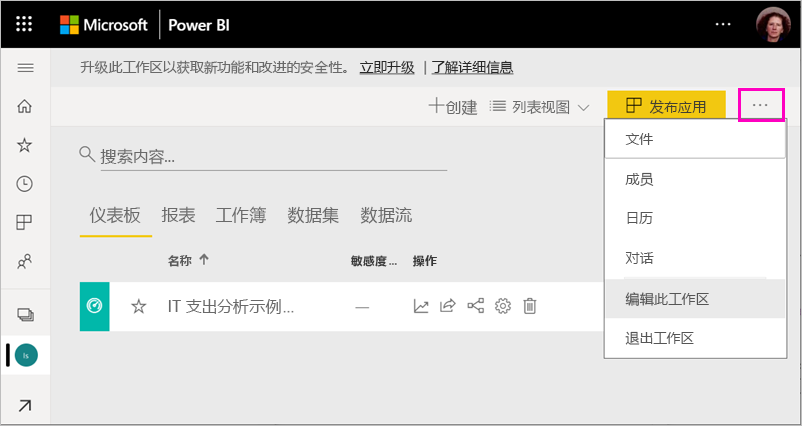 Microsoft Power BI ...
升级此工作区以获取新功能和改进的安全性。 立即升级 | 了解详细信息
创建 列表视图 发布应用 ...
搜索内容...
仪表板 报表 工作簿 数据集 数据流
名称 敏感度... 操作
IT 支出分析示例... —
文件
成员
日历
对话
编辑此工作区
退出工作区
ls